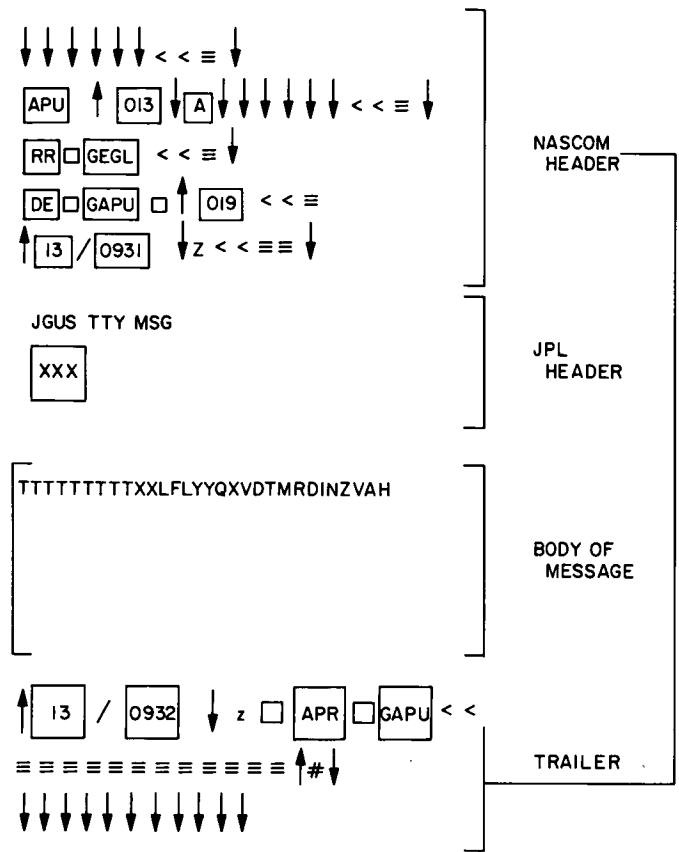 ↓ ↓ ↓ ↓ ↓ ↓ < < ≡ ↓
APU ↑ 013 ↓ A ↓ ↓ ↓ ↓ ↓ ↓ < < ≡ ↓
RR □ GEGL < < ≡ ↓
DE □ GAPU □ ↑ 019 < < ≡
↑ 13 / 0931 ↓ Z < < ≡ ≡ ↓
NASCOM
HEADER
JGUS TTY MSG
XXX
JPL
HEADER
TTTTTTTTTTXXLFLYYQXVDTMRDINZVAH
BODY OF
MESSAGE
↑ 13 / 0932 ↓ z □ APR □ GAPU < <
≡ ≡ ≡ ≡ ≡ ≡ ≡ ≡ ≡ ≡ ≡ ≡ ↑ # ↓
↓ ↓ ↓ ↓ ↓ ↓ ↓ ↓ ↓ ↓ ↓
TRAILER